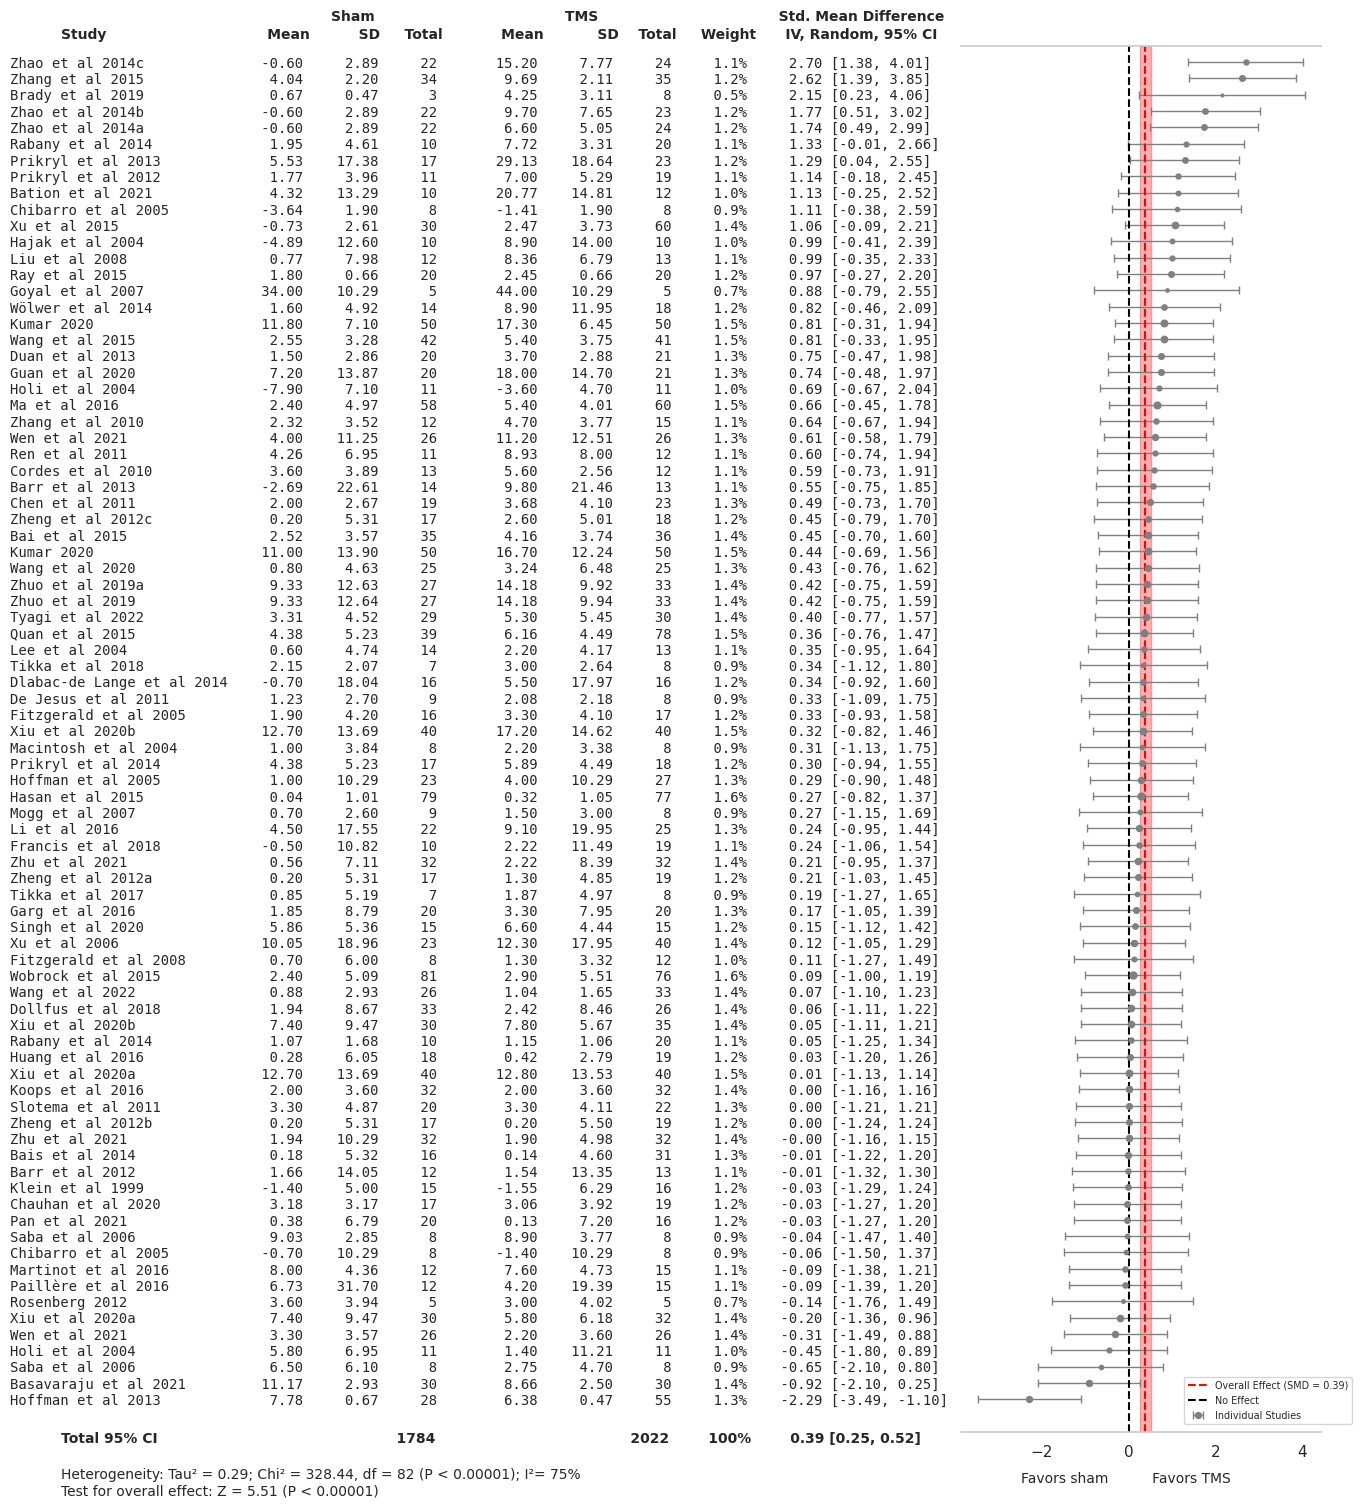 Sham TMS Std. Mean Difference
Study Mean SD Total Mean SD Total Weight IV, Random, 95% CI
Zhao et al 2014c -0.60 2.89 22 15.20 7.77 24 1.1% 2.70 [1.38, 4.01]
Zhang et al 2015 4.04 2.20 34 9.69 2.11 35 1.1% 2.62 [1.39, 3.85]
Brady et al 2019 0.67 0.47 3 4.25 3.11 8 0.5% 2.15 [0.23, 4.06]
Zhao et al 2014b -0.60 2.89 22 9.70 7.65 23 1.2% 1.77 [0.51, 3.02]
Zhao et al 2014a -0.60 2.89 22 6.60 5.05 24 1.2% 1.74 [0.49, 2.99]
Rabany et al 2014 1.95 4.61 10 7.72 3.31 20 1.1% 1.33 [-0.01, 2.66]
Prikryl et al 2013 5.53 17.38 17 29.13 18.64 23 1.2% 1.29 [0.04, 2.55]
Prikryl et al 2012 1.77 3.96 11 7.00 5.29 19 1.1% 1.14 [-0.18, 2.45]
Bation et al 2021 4.32 13.29 10 20.77 14.81 12 1.0% 1.13 [-0.25, 2.52]
Chibarro et al 2005 -3.64 1.90 8 -1.41 1.90 8 0.9% 1.11 [-0.38, 2.59]
Xu et al 2015 -0.73 2.61 30 2.47 3.73 60 1.4% 1.06 [-0.09, 2.21]
Hajak et al 2004 -4.89 12.60 10 8.90 14.00 10 1.0% 0.99 [-0.41, 2.39]
Liu et al 2008 0.77 7.98 12 8.36 6.79 13 1.1% 0.99 [-0.35, 2.33]
Ray et al 2015 1.80 0.66 20 2.45 0.66 20 1.2% 0.97 [-0.27, 2.20]
Goyal et al 2007 34.00 10.29 5 44.00 10.29 5 0.7% 0.88 [-0.79, 2.55]
Wölwer et al 2014 1.60 4.92 14 8.90 11.95 18 1.2% 0.82 [-0.46, 2.09]
Kumar 2020 11.80 7.10 50 17.30 6.45 50 1.5% 0.81 [-0.31, 1.94]
Wang et al 2015 2.55 3.28 42 5.40 3.75 41 1.5% 0.81 [-0.33, 1.95]
Duan et al 2013 1.50 2.86 20 3.70 2.88 21 1.3% 0.75 [-0.47, 1.98]
Guan et al 2020 7.20 13.87 20 18.00 14.70 21 1.3% 0.74 [-0.48, 1.97]
Holi et al 2004 -7.90 7.10 11 -3.60 4.70 11 1.0% 0.69 [-0.67, 2.04]
Ma et al 2016 2.40 4.97 58 5.40 4.01 60 1.5% 0.66 [-0.45, 1.78]
Zhang et al 2010 2.32 3.52 12 4.70 3.77 15 1.1% 0.64 [-0.67, 1.94]
Wen et al 2021 4.00 11.25 26 11.20 12.51 26 1.3% 0.61 [-0.58, 1.79]
Ren et al 2011 4.26 6.95 11 8.93 8.00 12 1.1% 0.60 [-0.74, 1.94]
Cordes et al 2010 3.60 3.89 13 5.60 2.56 12 1.1% 0.59 [-0.73, 1.91]
Barr et al 2013 -2.69 22.61 14 9.80 21.46 13 1.1% 0.55 [-0.75, 1.85]
Chen et al 2011 2.00 2.67 19 3.68 4.10 23 1.3% 0.49 [-0.73, 1.70]
Zheng et al 2012c 0.20 5.31 17 2.60 5.01 18 1.2% 0.45 [-0.79, 1.70]
Bai et al 2015 2.52 3.57 35 4.16 3.74 36 1.4% 0.45 [-0.70, 1.60]
Kumar 2020 11.00 13.90 50 16.70 12.24 50 1.5% 0.44 [-0.69, 1.56]
Wang et al 2020 0.80 4.63 25 3.24 6.48 25 1.3% 0.43 [-0.76, 1.62]
Zhuo et al 2019a 9.33 12.63 27 14.18 9.92 33 1.4% 0.42 [-0.75, 1.59]
Zhuo et al 2019 9.33 12.64 27 14.18 9.94 33 1.4% 0.42 [-0.75, 1.59]
Tyagi et al 2022 3.31 4.52 29 5.30 5.45 30 1.4% 0.40 [-0.77, 1.57]
Quan et al 2015 4.38 5.23 39 6.16 4.49 78 1.5% 0.36 [-0.76, 1.47]
Lee et al 2004 0.60 4.74 14 2.20 4.17 13 1.2% 0.35 [-0.95, 1.64]
Tikka et al 2018 2.15 2.07 7 3.00 2.64 8 0.9% 0.34 [-1.12, 1.80]
Dlabac-de Lange et al 2014 -0.70 18.04 16 5.50 17.97 16 1.2% 0.34 [-0.92, 1.60]
De Jesus et al 2011 1.23 2.70 9 2.08 2.18 8 0.9% 0.33 [-1.09, 1.75]
Fitzgerald et al 2005 1.90 4.20 16 3.30 4.10 17 1.2% 0.33 [-0.93, 1.58]
Xiu et al 2020b 12.70 13.69 40 17.20 14.62 40 1.5% 0.32 [-0.82, 1.46]
Macintosh et al 2004 1.00 3.84 8 2.20 3.38 8 0.9% 0.31 [-1.13, 1.75]
Prikryl et al 2014 4.38 5.23 17 5.89 4.49 18 1.2% 0.30 [-0.94, 1.55]
Hoffman et al 2005 1.00 10.29 23 4.00 10.29 27 1.3% 0.29 [-0.90, 1.48]
Hasan et al 2015 0.04 1.01 79 0.32 1.05 77 1.6% 0.27 [-0.82, 1.37]
Mogg et al 2007 0.70 2.60 9 1.50 3.00 8 0.9% 0.27 [-1.15, 1.69]
Li et al 2016 4.50 17.55 22 9.10 19.95 25 1.3% 0.24 [-0.95, 1.44]
Francis et al 2018 -0.50 10.82 10 2.22 11.49 19 1.1% 0.24 [-1.06, 1.54]
Zhu et al 2021 0.56 7.11 32 2.22 8.39 32 1.4% 0.21 [-0.95, 1.37]
Zheng et al 2012a 0.20 5.31 17 1.30 4.85 19 1.2% 0.21 [-1.03, 1.45]
Tikka et al 2017 0.85 5.19 7 1.87 4.97 8 0.9% 0.19 [-1.27, 1.65]
Garg et al 2016 1.85 8.79 20 3.30 7.95 20 1.3% 0.17 [-1.05, 1.39]
Singh et al 2020 5.86 5.36 15 6.60 4.44 15 1.2% 0.15 [-1.12, 1.42]
Xu et al 2006 10.05 18.96 23 12.30 17.95 40 1.4% 0.12 [-1.05, 1.29]
Fitzgerald et al 2008 0.70 6.00 8 1.30 3.32 12 1.0% 0.11 [-1.27, 1.49]
Wobrock et al 2015 2.40 5.09 81 2.90 5.51 76 1.6% 0.09 [-1.00, 1.19]
Wang et al 2022 0.88 2.93 26 1.04 1.65 33 1.4% 0.07 [-1.10, 1.23]
Dollfus et al 2018 1.94 8.67 33 2.42 8.46 26 1.4% 0.06 [-1.11, 1.22]
Xiu et al 2020b 7.40 9.47 30 7.80 5.67 35 1.4% 0.05 [-1.11, 1.21]
Rabany et al 2014 1.07 1.68 10 1.15 1.06 20 1.2% 0.05 [-1.25, 1.34]
Huang et al 2016 0.28 6.05 18 0.42 2.79 19 1.2% 0.03 [-1.20, 1.26]
Xiu et al 2020a 12.70 13.69 40 12.80 13.53 40 1.5% 0.01 [-1.13, 1.14]
Koops et al 2016 2.00 3.60 32 2.00 3.60 32 1.4% 0.00 [-1.16, 1.16]
Slotema et al 2011 3.30 4.87 20 3.30 4.11 22 1.3% 0.00 [-1.21, 1.21]
Zheng et al 2012b 0.20 5.31 17 0.20 5.50 19 1.2% 0.00 [-1.24, 1.24]
Zhu et al 2021 1.94 10.29 32 1.90 4.98 32 1.4% -0.00 [-1.16, 1.15]
Bais et al 2014 0.18 5.32 16 0.14 4.60 31 1.3% -0.01 [-1.22, 1.20]
Barr et al 2012 1.66 14.05 12 1.54 13.35 13 1.1% -0.01 [-1.32, 1.30]
Klein et al 1999 -1.40 5.00 15 -1.55 6.29 16 1.2% -0.03 [-1.29, 1.24]
Chauhan et al 2020 3.18 3.17 17 3.06 3.92 19 1.2% -0.03 [-1.27, 1.20]
Pan et al 2021 0.38 6.79 20 0.13 7.20 16 1.2% -0.03 [-1.27, 1.20]
Saba et al 2006 9.03 2.85 8 8.90 3.77 8 0.9% -0.04 [-1.47, 1.40]
Chibarro et al 2005 -0.70 10.29 8 -1.40 10.29 8 0.9% -0.06 [-1.50, 1.37]
Martinot et al 2016 8.00 4.36 12 7.60 4.73 15 1.1% -0.09 [-1.38, 1.21]
Paillère et al 2016 6.73 31.70 12 4.20 19.39 15 1.1% -0.09 [-1.39, 1.20]
Rosenberg 2012 3.60 3.94 5 3.00 4.02 5 0.7% -0.14 [-1.76, 1.49]
Xiu et al 2020a 7.40 9.47 30 5.80 6.18 32 1.4% -0.20 [-1.36, 0.96]
Wen et al 2021 3.30 3.57 26 2.20 3.60 26 1.4% -0.31 [-1.49, 0.88]
Holi et al 2004 5.80 6.95 11 1.40 11.21 11 1.0% -0.45 [-1.80, 0.89]
Saba et al 2006 6.50 6.10 8 2.75 4.70 8 0.9% -0.65 [-2.10, 0.80]
Basavaraju et al 2021 11.17 2.93 30 8.66 2.50 30 1.4% -0.92 [-2.10, 0.25]
Hoffman et al 2013 7.78 0.67 28 6.38 0.47 55 1.3% -2.29 [-3.49, -1.10]
Overall Effect (SMD = 0.39)
No Effect
Individual Studies
Total 95% CI 1784 2022 100% 0.39 [0.25, 0.52]
−2 0 2 4
Favors sham Favors TMS
Heterogeneity: Tau² = 0.29; Chi² = 328.44, df = 82 (P < 0.00001); I²= 75%
Test for overall effect: Z = 5.51 (P < 0.00001)